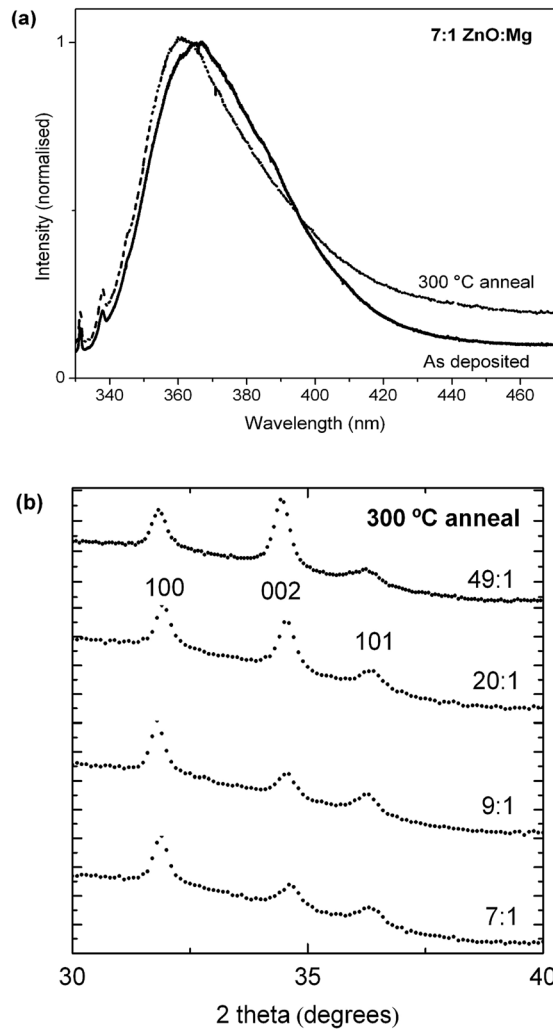 (a)
7:1 ZnO:Mg
1
Intensity (normalised)
300 °C anneal
As deposited
0
340 360 380 400 420 440 460
Wavelength (nm)
(b)
300 ºC anneal
49:1
100 002
101
20:1
9:1
7:1
30 35 40
2 theta (degrees)